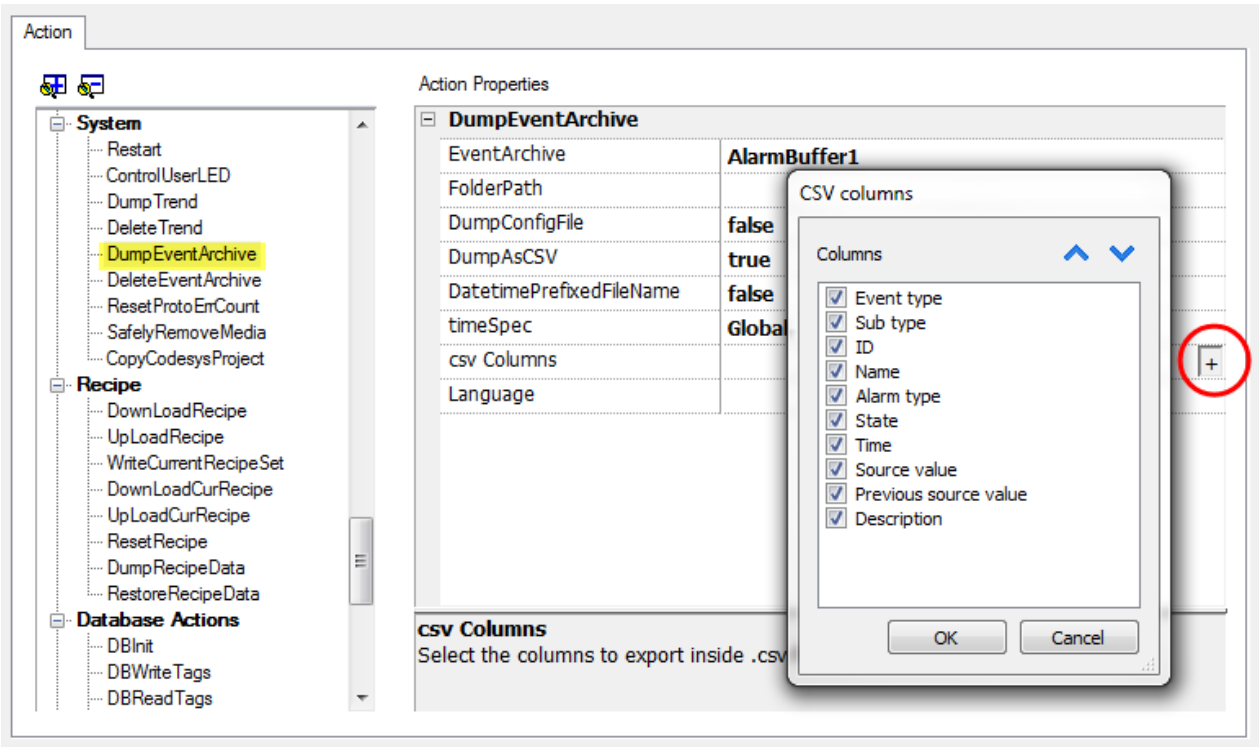 Action
Action Properties
System
Restart
ControlUserLED
DumpTrend
DeleteTrend
DumpEventArchive
DeleteEventArchive
ResetProtoErrCount
SafelyRemoveMedia
CopyCodesysProject
Recipe
DownLoadRecipe
UpLoadRecipe
WriteCurrentRecipeSet
DownLoadCurRecipe
UpLoadCurRecipe
ResetRecipe
DumpRecipeData
RestoreRecipeData
Database Actions
DBInit
DBWriteTags
DBReadTags
DumpEventArchive
EventArchive AlarmBuffer1
FolderPath
DumpConfigFile false
DumpAsCSV true
DatetimePrefixedFileName false
timeSpec Global
csv Columns +
Language
csv Columns
Select the columns to export inside .csv
CSV columns
Columns
Event type
Sub type
ID
Name
Alarm type
State
Time
Source value
Previous source value
Description
OK Cancel